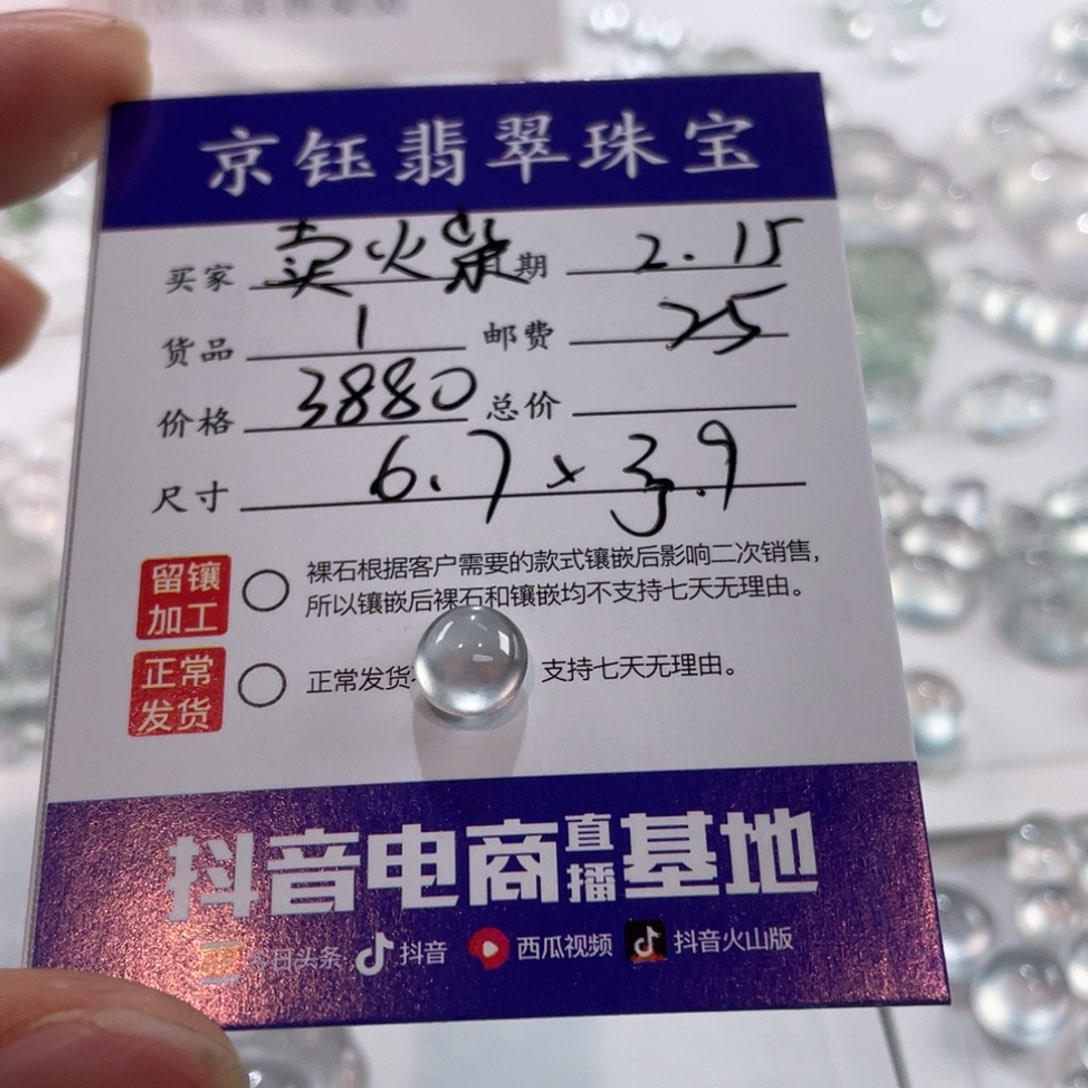 京钰翡翠珠宝
买家 卖火柴 日期 2.15
货品 1 邮费 25
价格 3880 总价
尺寸 6.7 × 3.9
留镶加工 裸石根据客户需要的款式镶嵌后影响二次销售，
所以镶嵌后裸石和镶嵌均不支持七天无理由。
正常发货 正常发货 支持七天无理由。
抖音电商直播基地
今日头条 抖音 西瓜视频 抖音火山版